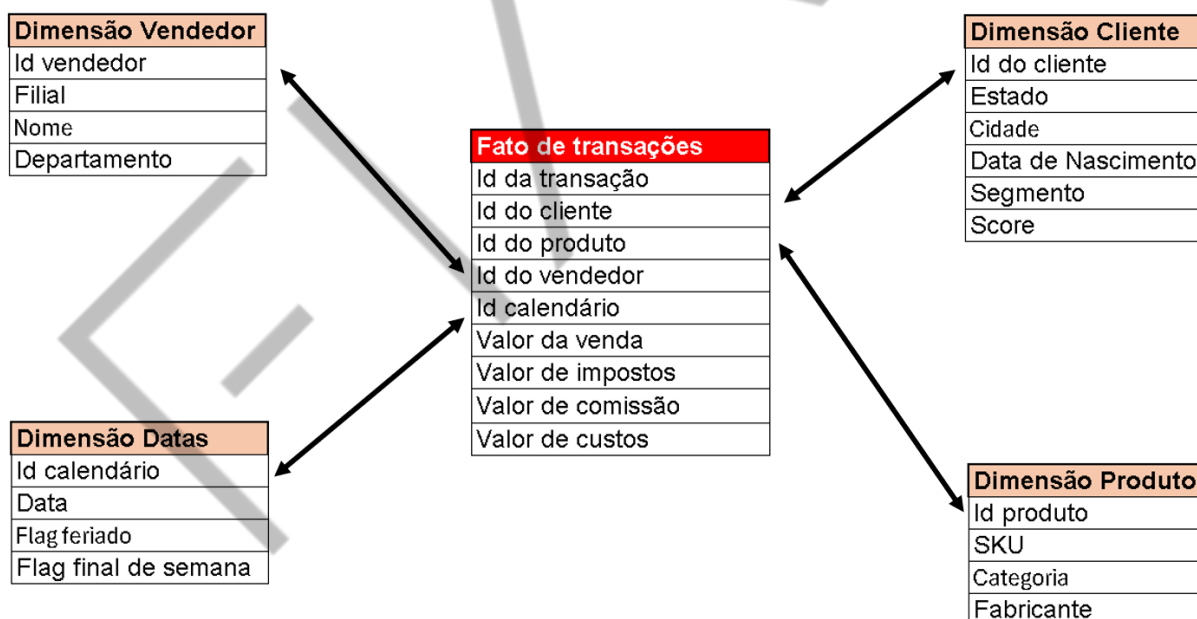 Dimensão Vendedor
Id vendedor
Filial
Nome
Departamento
Dimensão Cliente
Id do cliente
Estado
Cidade
Data de Nascimento
Segmento
Score
Fato de transações
Id da transação
Id do cliente
Id do produto
Id do vendedor
Id calendário
Valor da venda
Valor de impostos
Valor de comissão
Valor de custos
Dimensão Datas
Id calendário
Data
Flag feriado
Flag final de semana
Dimensão Produto
Id produto
SKU
Categoria
Fabricante